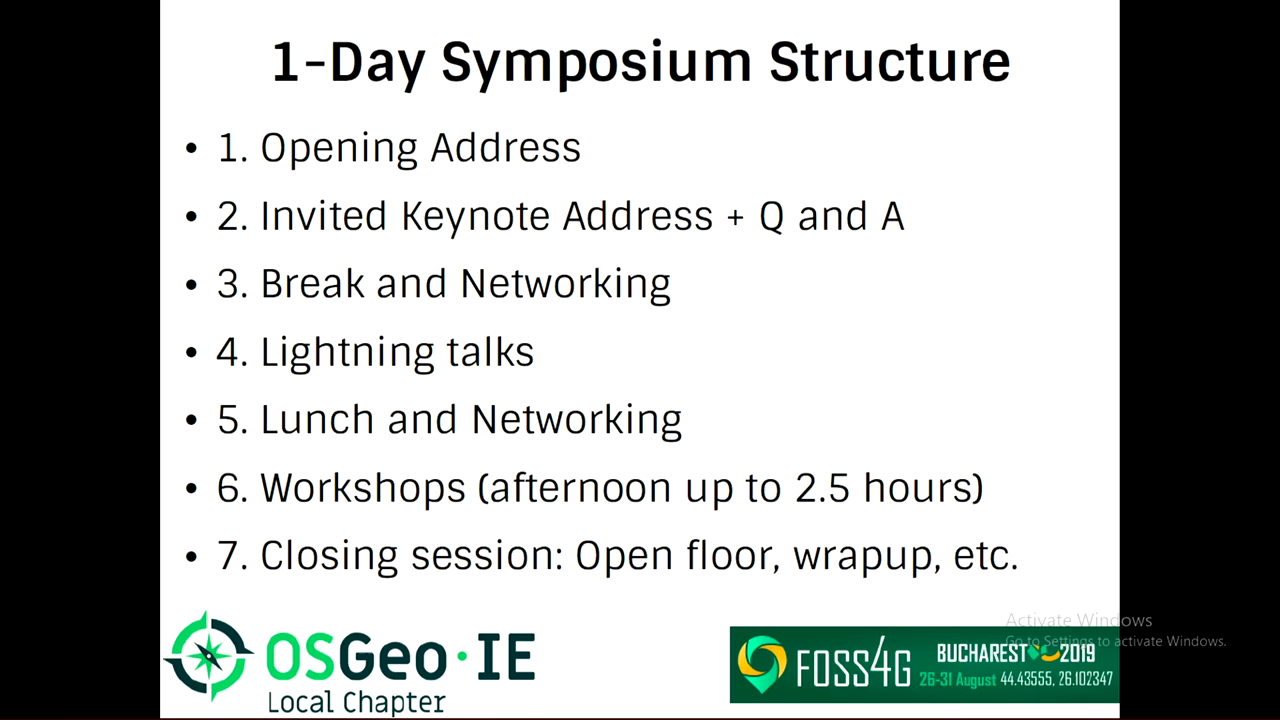 1-Day Symposium Structure
• 1. Opening Address
• 2. Invited Keynote Address + Q and A
• 3. Break and Networking
• 4. Lightning talks
• 5. Lunch and Networking
• 6. Workshops (afternoon up to 2.5 hours)
• 7. Closing session: Open floor, wrapup, etc.
OSGeo·IE
Local Chapter
FOSS4G
BUCHAREST 2019
26-31 August 44.43555, 26.102347
Activate Windows
Go to Settings to activate Windows.